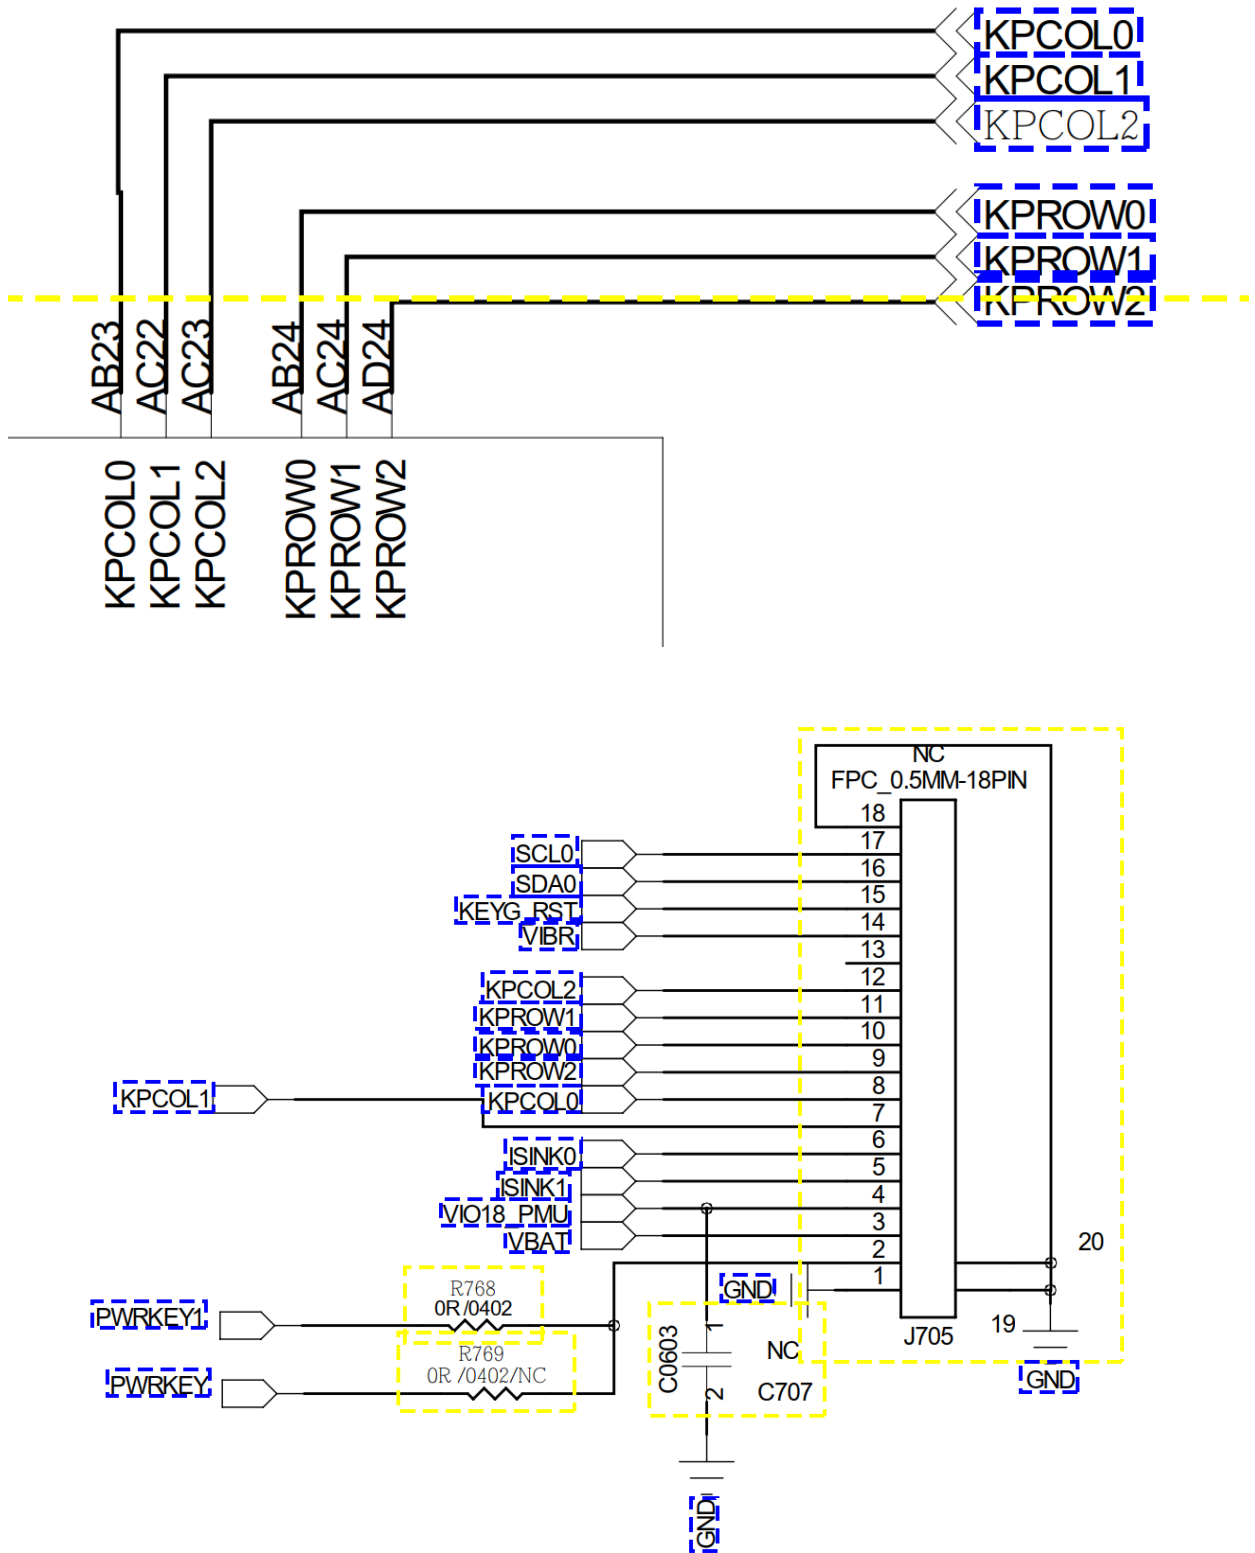 KPCOL0
KPCOL1
KPCOL2
KPROW0
KPROW1
KPROW2
AB23
AC22
AC23
AB24
AC24
AD24
KPCOL0
KPCOL1
KPCOL2
KPROW0
KPROW1
KPROW2
NC
FPC_0.5MM-18PIN
18
17
SCL0
16
SDA0
15
KEYG_RST
14
VIBR
13
12
KPCOL2
11
KPROW1
10
KPROW0
9
KPROW2
8
KPCOL1
KPCOL0
7
6
ISINK0
5
ISINK1
4
VIO18_PMU
3
VBAT
2
20
1
GND
R768
0R /0402
PWRKEY1
1
19
J705
R769
0R /0402/NC
C0603
NC
PWRKEY
2
C707
GND
GND